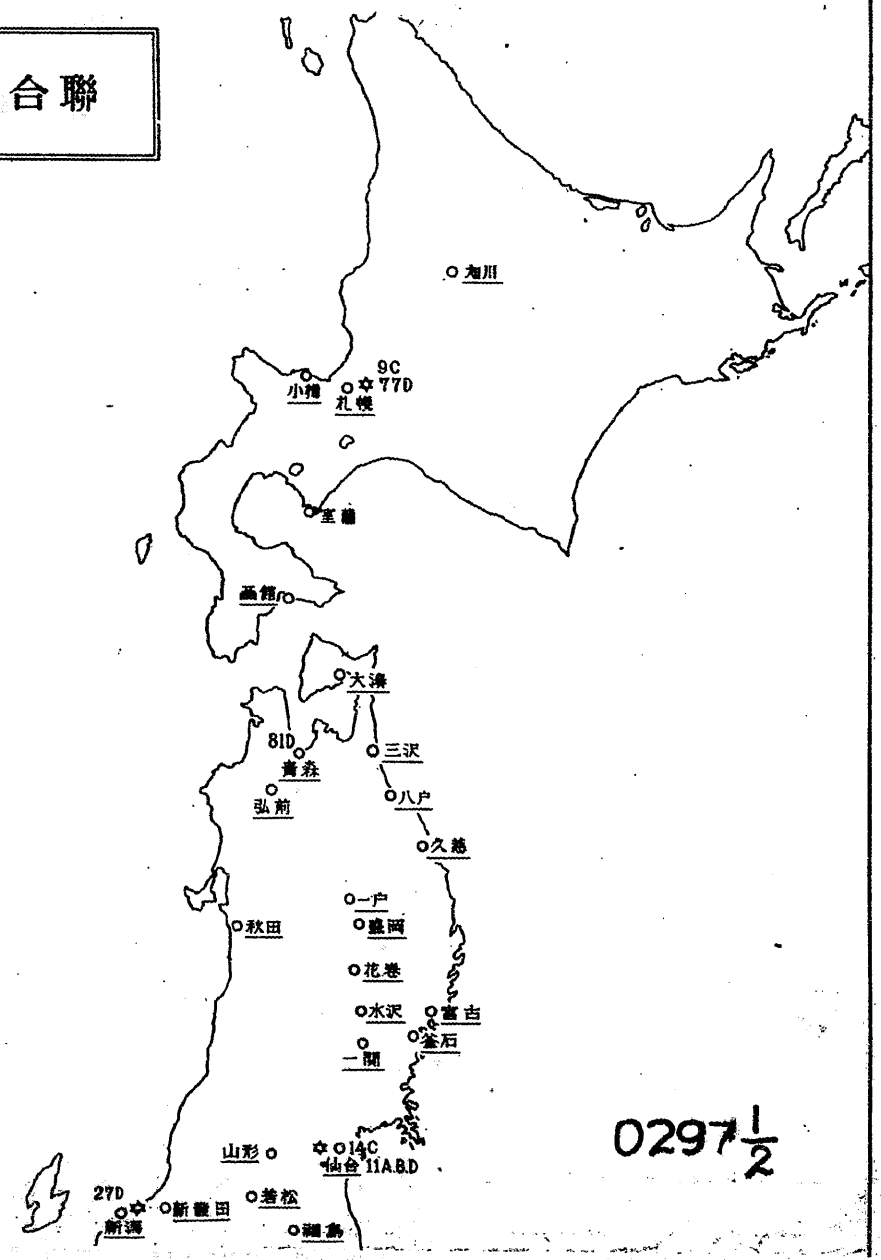 合聯
旭川
9C
77D
小樽
札幌
室蘭
函館
大湊
81D
青森
三沢
弘前
八戸
久慈
一戸
秋田
盛岡
花巻
水沢
宮古
釜石
一関
0297 1/2
山形
14C
仙台 11A.B.D
27D
新潟
新発田
若松
福島